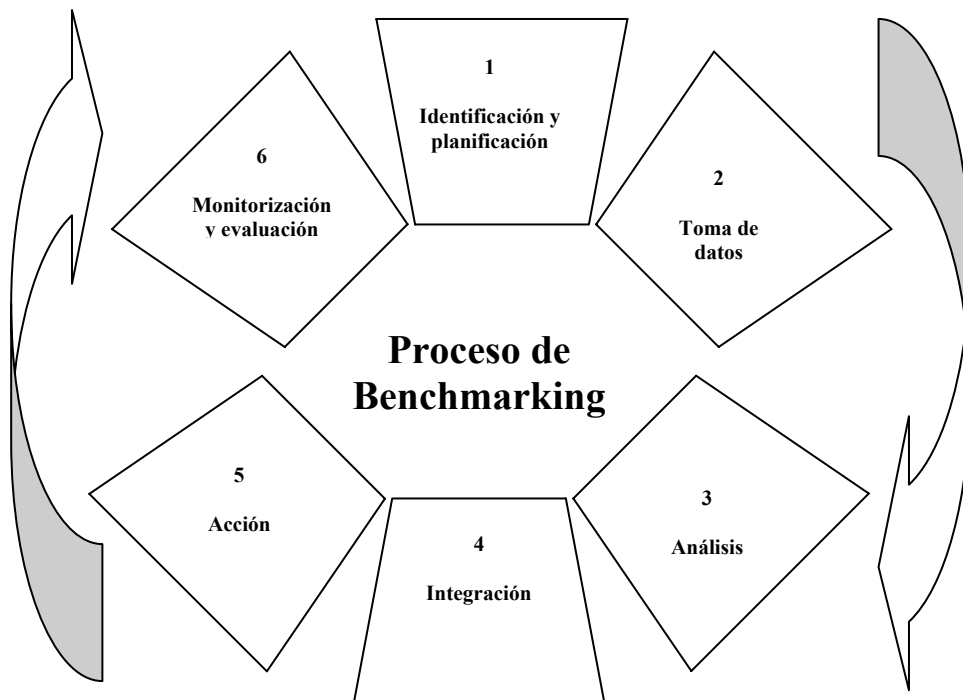 1
Identificación y
planificación
2
Toma de
datos
3
Análisis
4
Integración
5
Acción
6
Monitorización
y evaluación
Proceso de
Benchmarking